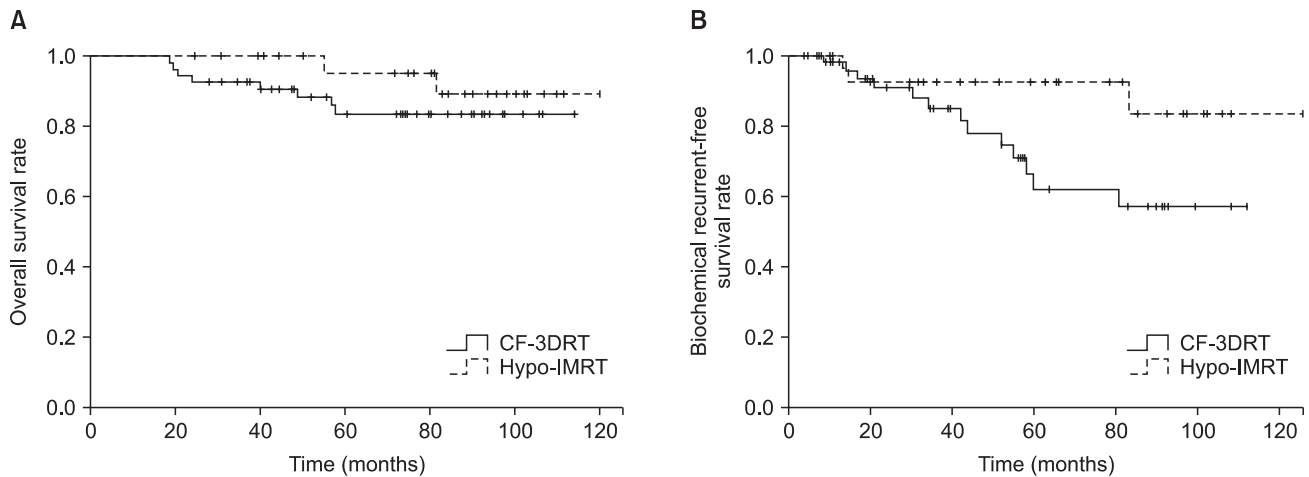 A
1.0
0.8
0.6
0.4
0.2
0.0
Overall survival rate
CF-3DRT
Hypo-IMRT
0 20 40 60 80 100 120
Time (months)
B
1.0
0.8
0.6
0.4
0.2
0.0
Biochemical recurrent-free
survival rate
CF-3DRT
Hypo-IMRT
0 20 40 60 80 100 120
Time (months)